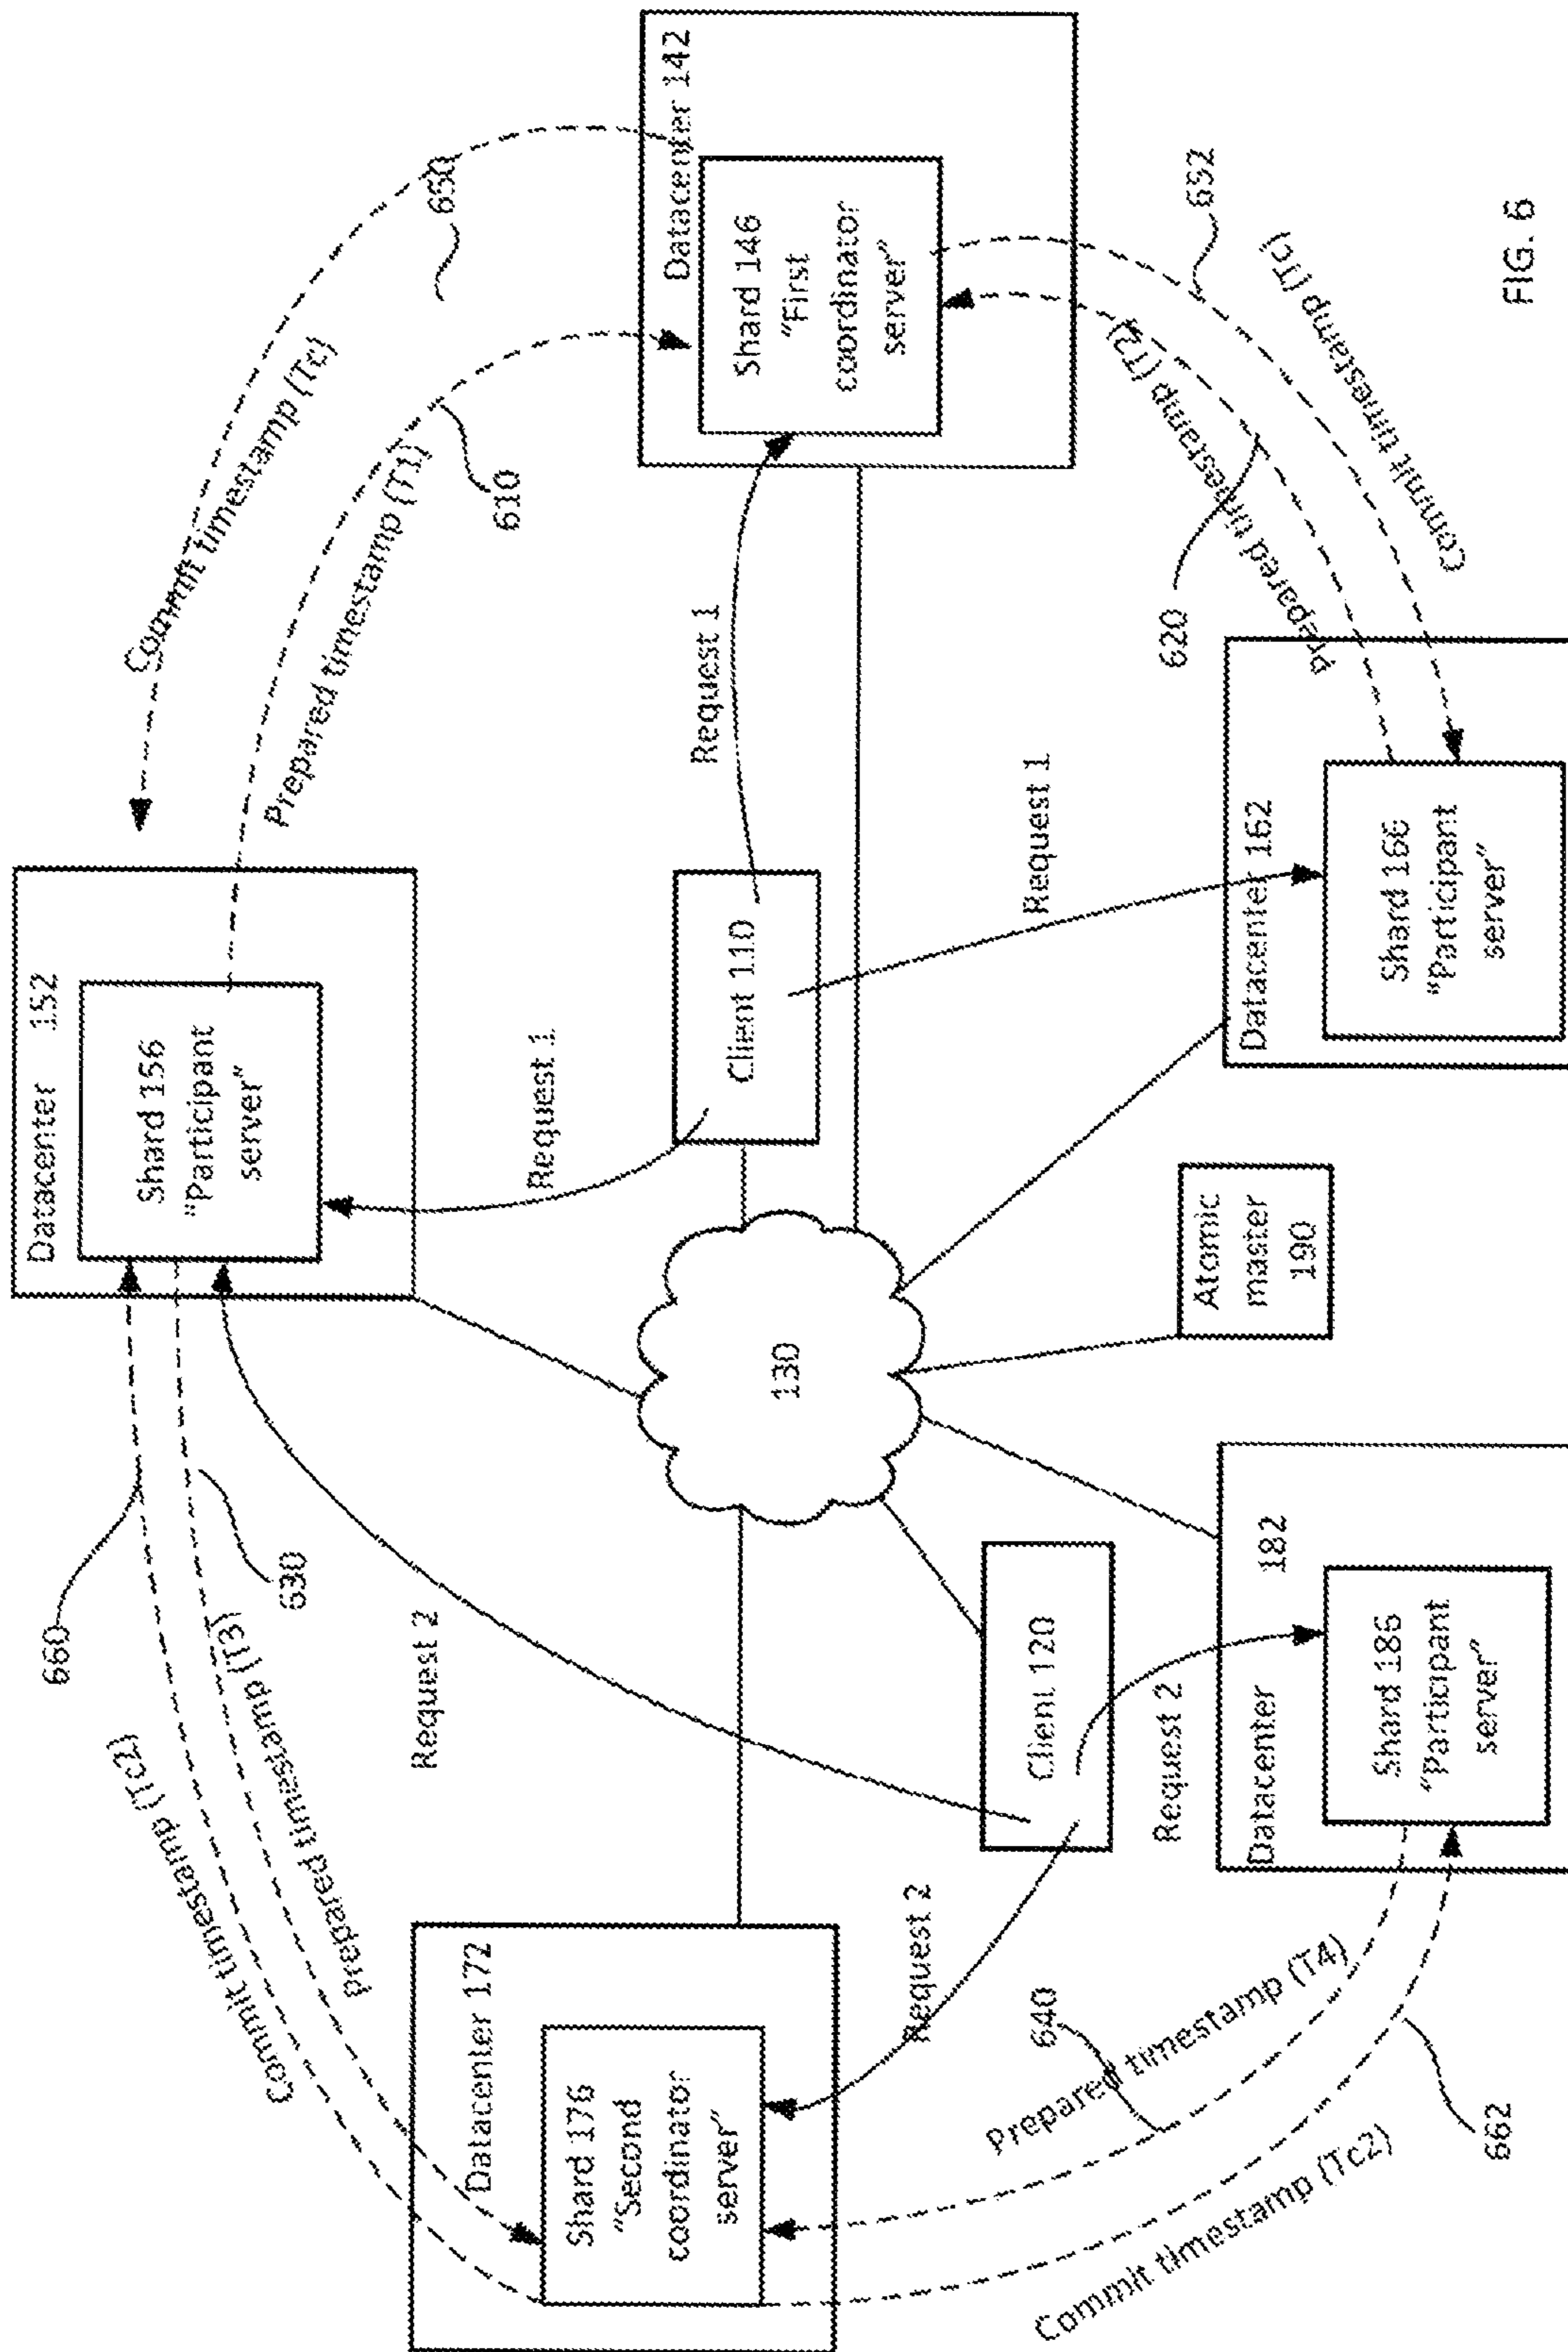 Datacenter 152
Shard 156
"Participant
server"
Commit timestamp (Tc)
650
Prepared timestamp (T1)
610
660
Commit timestamp (Tc2)
630
prepared timestamp (T3)
Request 2
Request 1
Datacenter 172
Shard 176
"Second
coordinator
server"
130
Client 110
Request 1
Datacenter 142
Shard 146
"First
coordinator
server"
Request 2
Client 120
Request 2
Atomic
master
190
Request 1
Prepared timestamp (T2)
620
652
Commit timestamp (Tc)
640
Prepared timestamp (T4)
Commit timestamp (Tc2)
662
Datacenter 182
Shard 186
"Participant
server"
Datacenter 162
Shard 166
"Participant
server"
FIG. 6